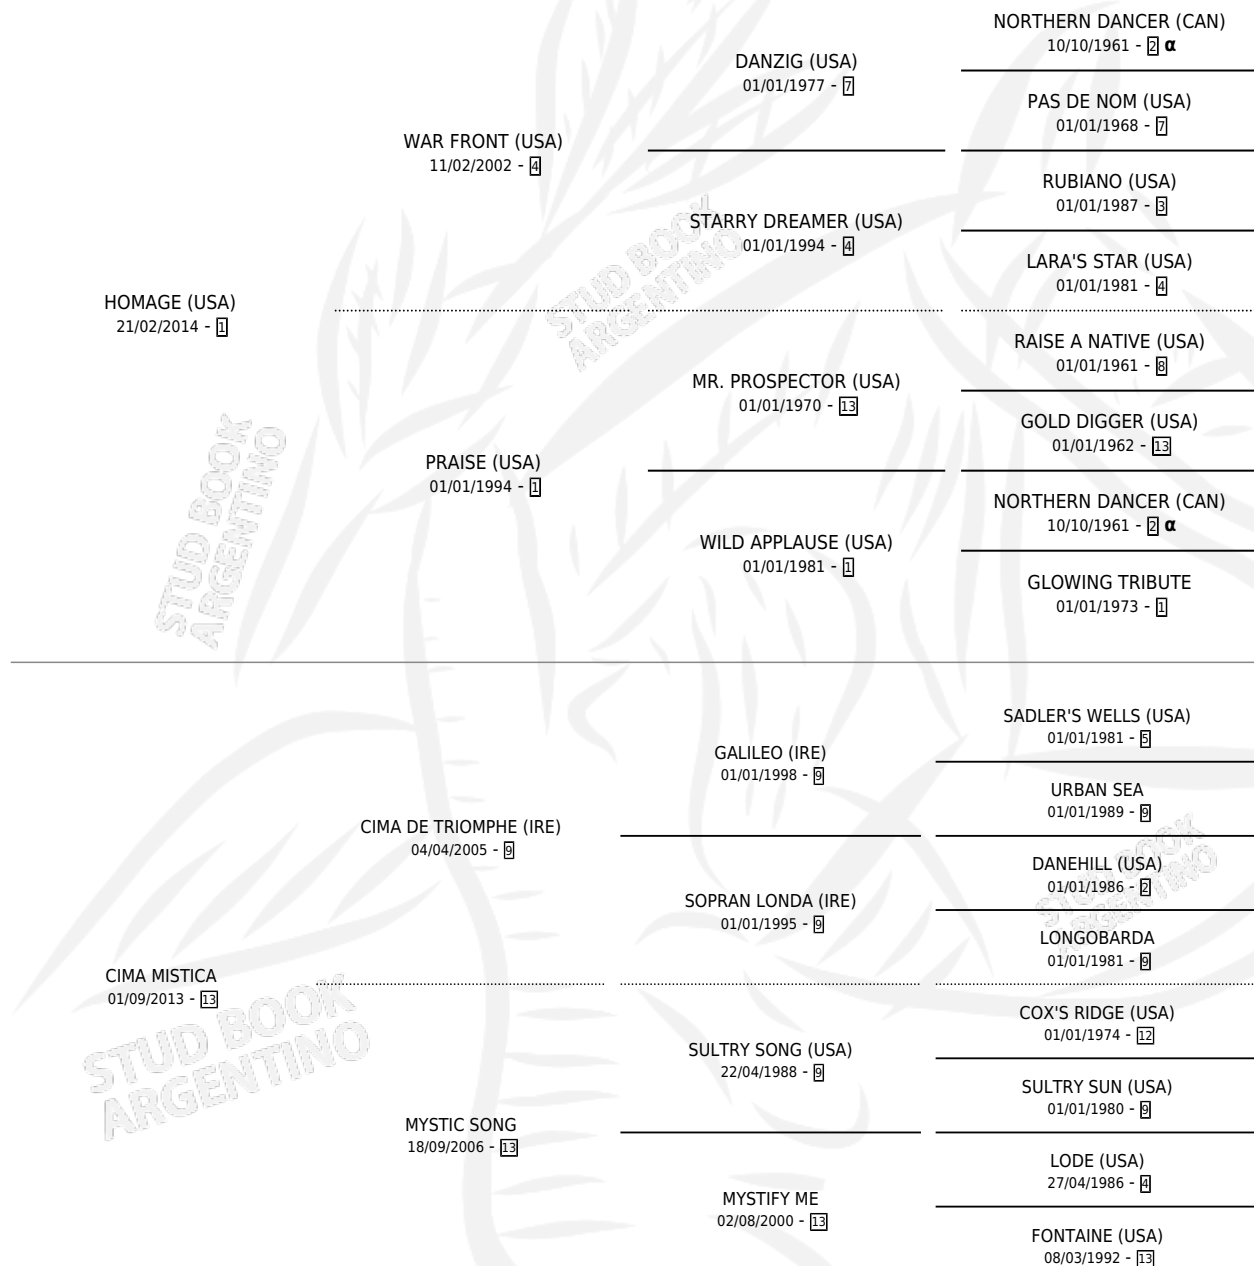 NORTHERN DANCER (CAN)
10/10/1961 - 2 α
DANZIG (USA)
01/01/1977 - 7
PAS DE NOM (USA)
01/01/1968 - 7
WAR FRONT (USA)
11/02/2002 - 4
RUBIANO (USA)
01/01/1987 - 3
STARRY DREAMER (USA)
01/01/1994 - 4
LARA'S STAR (USA)
01/01/1981 - 4
HOMAGE (USA)
21/02/2014 - 1
RAISE A NATIVE (USA)
01/01/1961 - 8
MR. PROSPECTOR (USA)
01/01/1970 - 13
GOLD DIGGER (USA)
01/01/1962 - 13
PRAISE (USA)
01/01/1994 - 1
NORTHERN DANCER (CAN)
10/10/1961 - 2 α
WILD APPLAUSE (USA)
01/01/1981 - 1
GLOWING TRIBUTE
01/01/1973 - 1
SADLER'S WELLS (USA)
01/01/1981 - 5
GALILEO (IRE)
01/01/1998 - 9
URBAN SEA
01/01/1989 - 9
CIMA DE TRIOMPHE (IRE)
04/04/2005 - 9
DANEHILL (USA)
01/01/1986 - 2
SOPRAN LONDA (IRE)
01/01/1995 - 9
LONGOBARDA
01/01/1981 - 9
CIMA MISTICA
01/09/2013 - 13
COX'S RIDGE (USA)
01/01/1974 - 12
SULTRY SONG (USA)
22/04/1988 - 9
SULTRY SUN (USA)
01/01/1980 - 9
MYSTIC SONG
18/09/2006 - 13
LODE (USA)
27/04/1986 - 4
MYSTIFY ME
02/08/2000 - 13
FONTAINE (USA)
08/03/1992 - 13
STUD BOOK
ARGENTINO
STUD BOOK
ARGENTINO
STUD BOOK
ARGENTINO
STUD BOOK
ARGENTINO